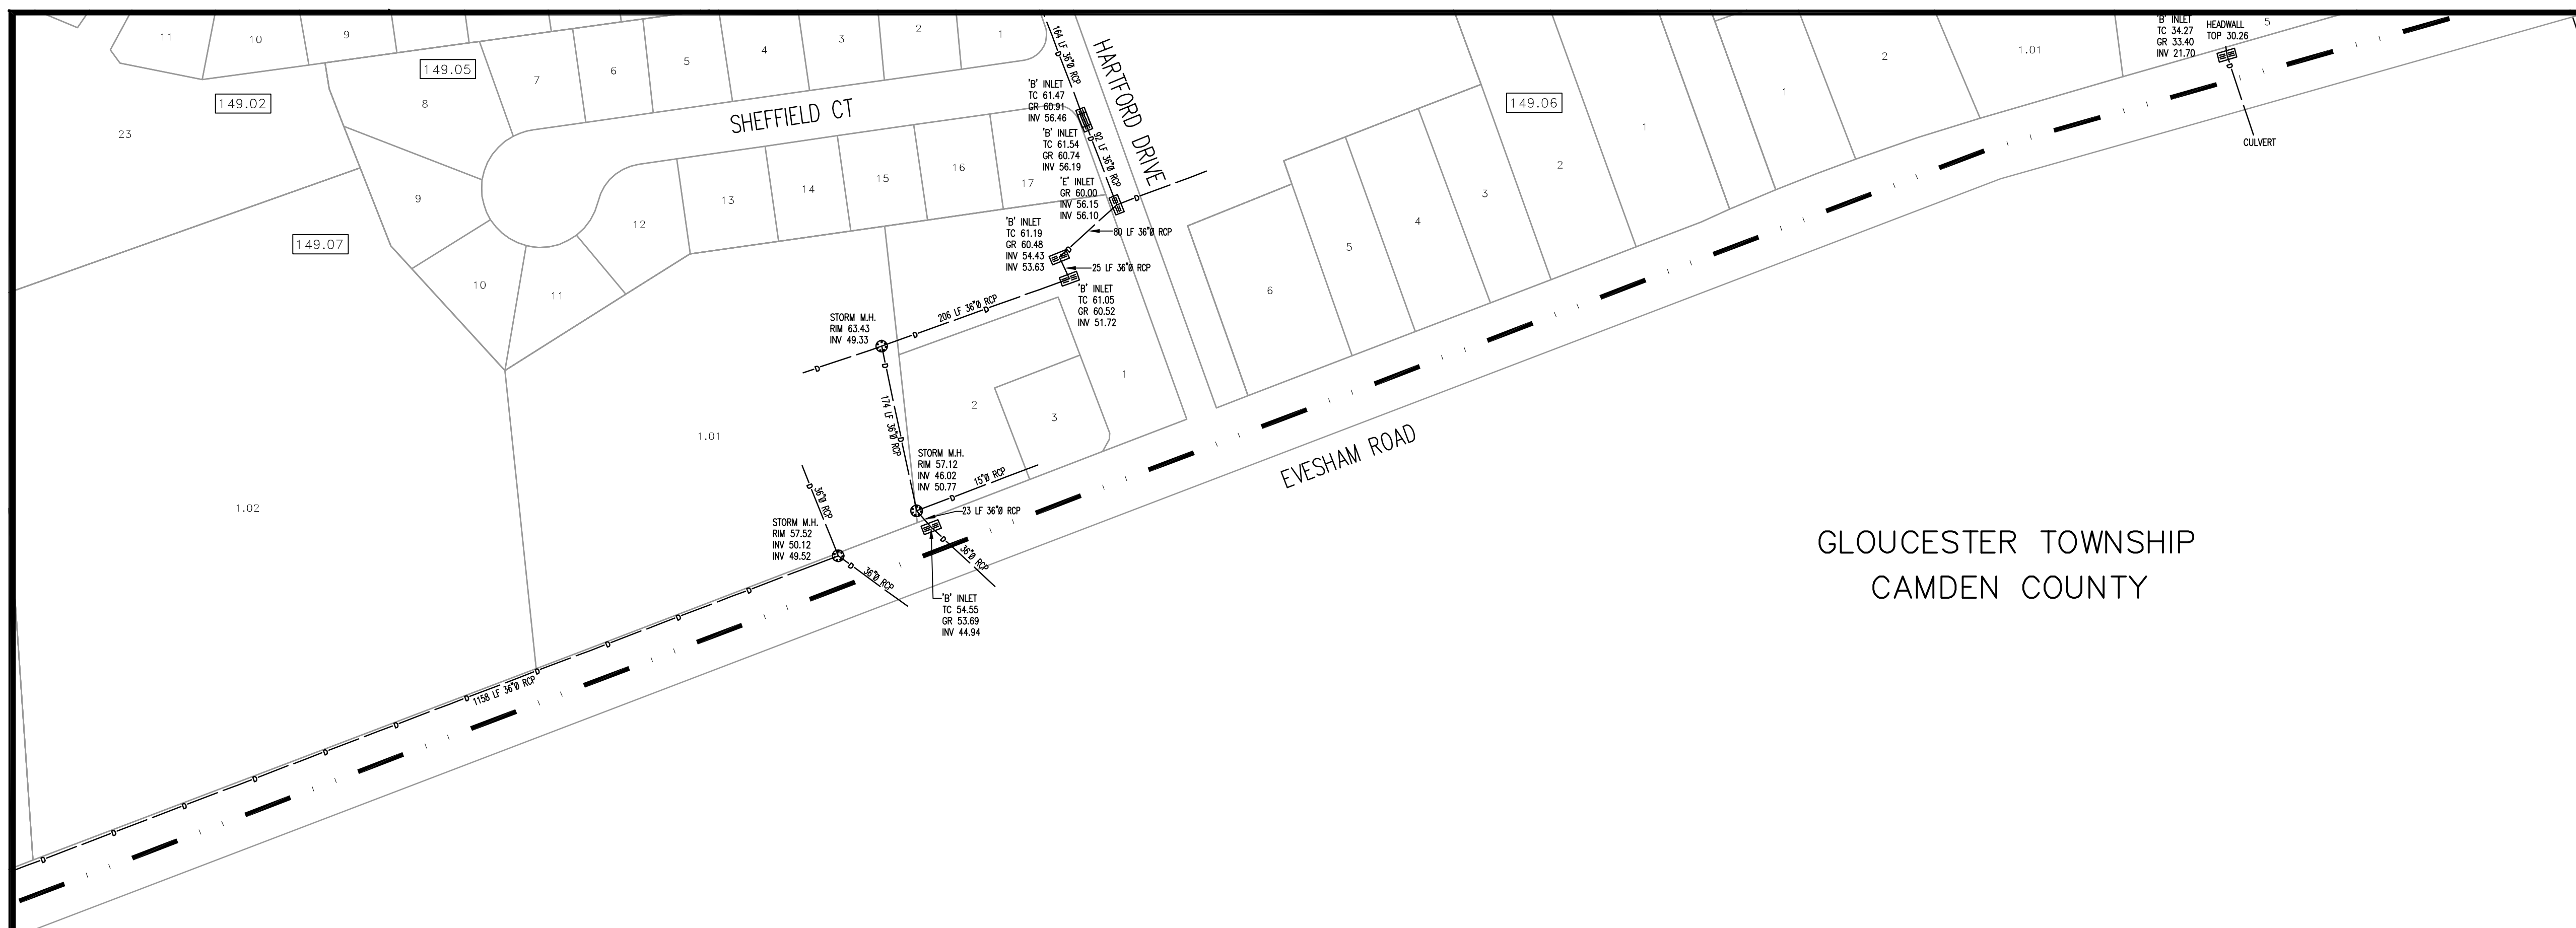 11
10
9
149.05
149.02
23
8
7
6
5
4
3
2
1
SHEFFIELD CT
HARTFORD DRIVE
164 LF 36"Ø RCP
'B' INLET
TC 61.47
GR 60.91
INV 56.46
92 LF 36"Ø RCP
'B' INLET
TC 61.54
GR 60.74
INV 56.19
'E' INLET
GR 60.00
INV 56.15
INV 56.10
'B' INLET
TC 61.19
GR 60.48
INV 54.43
INV 53.63
80 LF 36"Ø RCP
25 LF 36"Ø RCP
'B' INLET
TC 61.05
GR 60.52
INV 51.72
9
10
11
12
13
14
15
16
17
149.07
206 LF 36"Ø RCP
STORM M.H.
RIM 63.43
INV 49.33
174 LF 36"Ø RCP
STORM M.H.
RIM 57.12
INV 46.02
INV 50.77
15"Ø RCP
23 LF 36"Ø RCP
36"Ø RCP
'B' INLET
TC 54.55
GR 53.69
INV 44.94
36"Ø RCP
STORM M.H.
RIM 57.52
INV 50.12
INV 49.52
36"Ø RCP
1158 LF 36"Ø RCP
1.02
1.01
2
3
1
6
5
4
3
2
1
149.06
1
2
1.01
5
'B' INLET
TC 34.27
GR 33.40
INV 21.70
HEADWALL
TOP 30.26
CULVERT
EVESHAM ROAD
GLOUCESTER TOWNSHIP
CAMDEN COUNTY